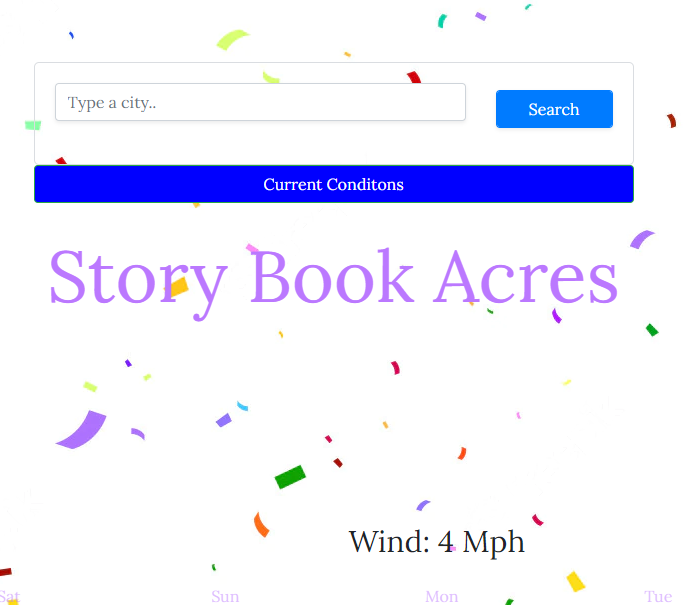 Type a city..
Search
Current Conditons
Story Book Acres
Wind: 4 Mph
Sat Sun Mon Tue